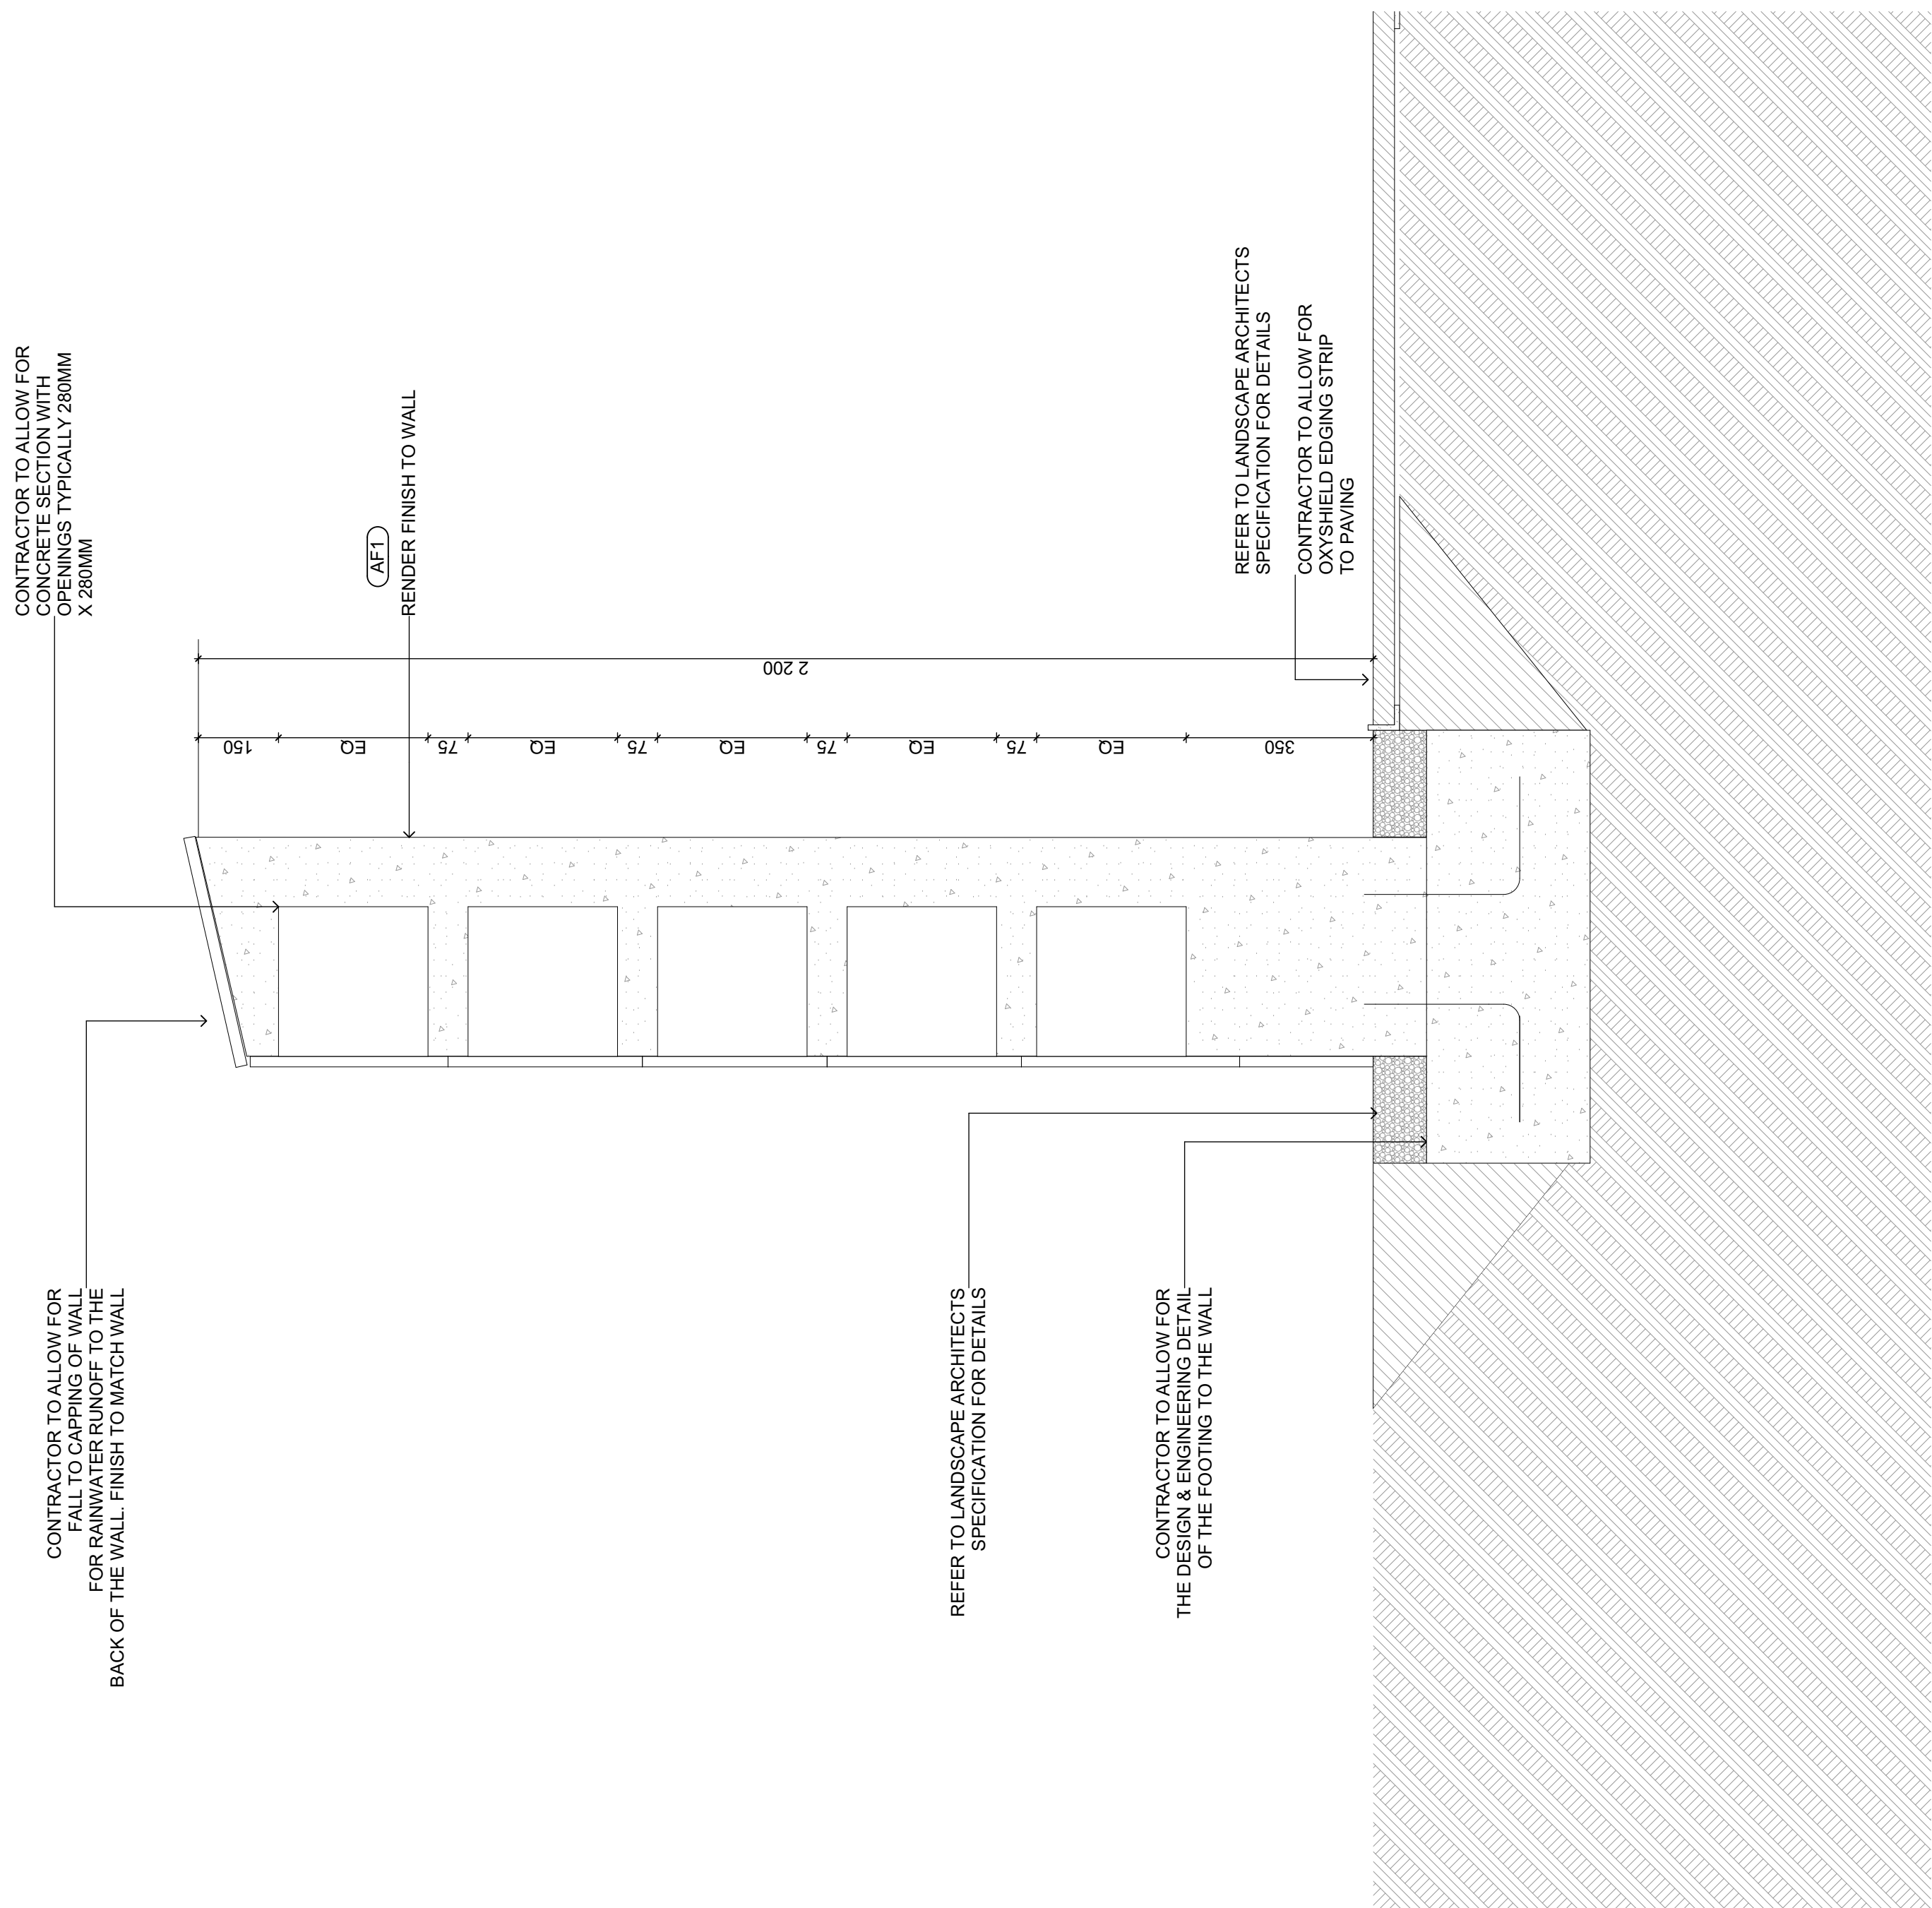 CONTRACTOR TO ALLOW FOR
CONCRETE SECTION WITH
OPENINGS TYPICALLY 280MM
X 280MM
AF1
RENDER FINISH TO WALL
REFER TO LANDSCAPE ARCHITECTS
SPECIFICATION FOR DETAILS
CONTRACTOR TO ALLOW FOR
OXYSHIELD EDGING STRIP
TO PAVING
2 200
150
EQ
75
EQ
75
EQ
75
EQ
75
EQ
350
CONTRACTOR TO ALLOW FOR
FALL TO CAPPING OF WALL
FOR RAINWATER RUNOFF TO THE
BACK OF THE WALL. FINISH TO MATCH WALL
REFER TO LANDSCAPE ARCHITECTS
SPECIFICATION FOR DETAILS
CONTRACTOR TO ALLOW FOR
THE DESIGN & ENGINEERING DETAIL
OF THE FOOTING TO THE WALL